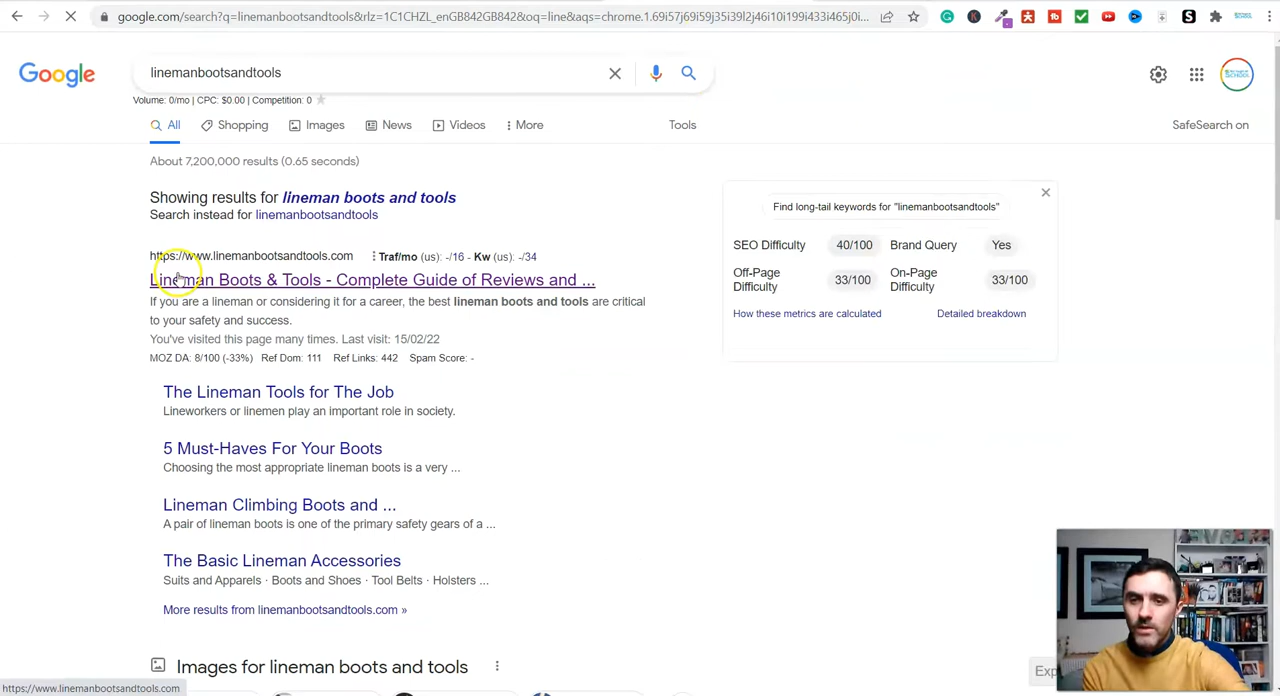 google.com/search?q=linemanbootsandtools&rlz=1C1CHZL_enGB842GB842&oq=line&aqs=chrome.1.69i57j69i59j35i39l2j46i10i199i433i465j0i...
Google
linemanbootsandtools
Volume: 0/mo | CPC: $0.00 | Competition: 0
All Shopping Images News Videos More Tools SafeSearch on
About 7,200,000 results (0.65 seconds)
Showing results for lineman boots and tools
Search instead for linemanbootsandtools
https://www.linemanbootsandtools.com Traf/mo (us): -/16 - Kw (us): -/34
Lineman Boots & Tools - Complete Guide of Reviews and ...
If you are a lineman or considering it for a career, the best lineman boots and tools are critical
to your safety and success.
You've visited this page many times. Last visit: 15/02/22
MOZ DA: 8/100 (-33%) Ref Dom: 111 Ref Links: 442 Spam Score: -
The Lineman Tools for The Job
Lineworkers or linemen play an important role in society.
5 Must-Haves For Your Boots
Choosing the most appropriate lineman boots is a very ...
Lineman Climbing Boots and ...
A pair of lineman boots is one of the primary safety gears of a ...
The Basic Lineman Accessories
Suits and Apparels · Boots and Shoes · Tool Belts · Holsters ...
More results from linemanbootsandtools.com »
Images for lineman boots and tools
Find long-tail keywords for "linemanbootsandtools"
SEO Difficulty 40/100 Brand Query Yes
Off-Page
Difficulty 33/100
On-Page
Difficulty 33/100
How these metrics are calculated Detailed breakdown
Exp
https://www.linemanbootsandtools.com